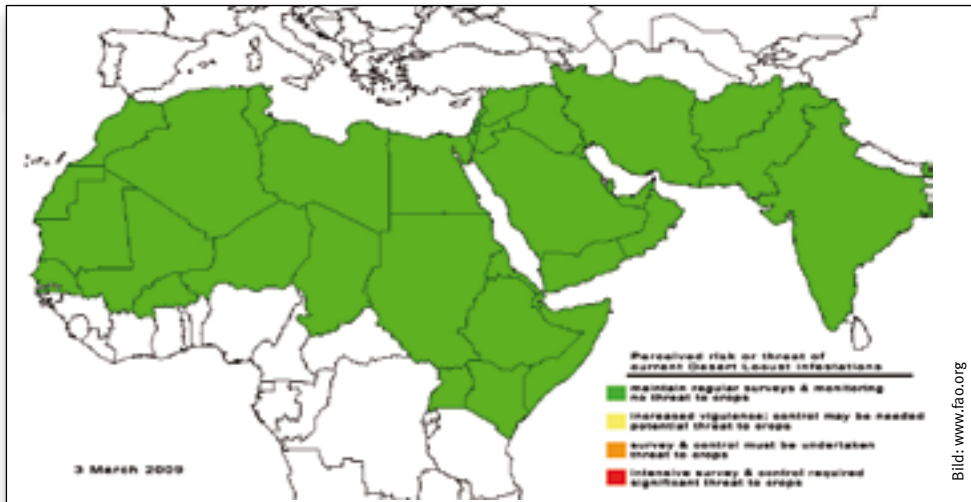 Perceived risk or threat of
current Desert Locust infestations
maintain regular surveys & monitoring
no threat to crops
increased vigilance; control may be needed
potential threat to crops
survey & control must be undertaken
threat to crops
intensive survey & control required
significant threat to crops
3 March 2009
Bild: www.fao.org